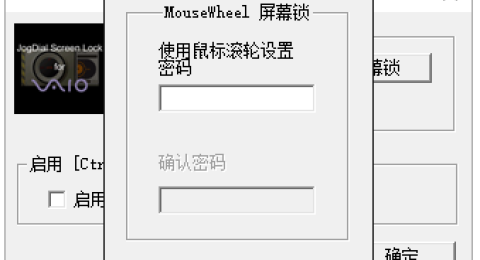 MouseWheel 屏幕锁
JogDial Screen Lock
for
VAIO
使用鼠标滚轮设置
密码
幕锁
确认密码
启用 [Ctr
启用
确定